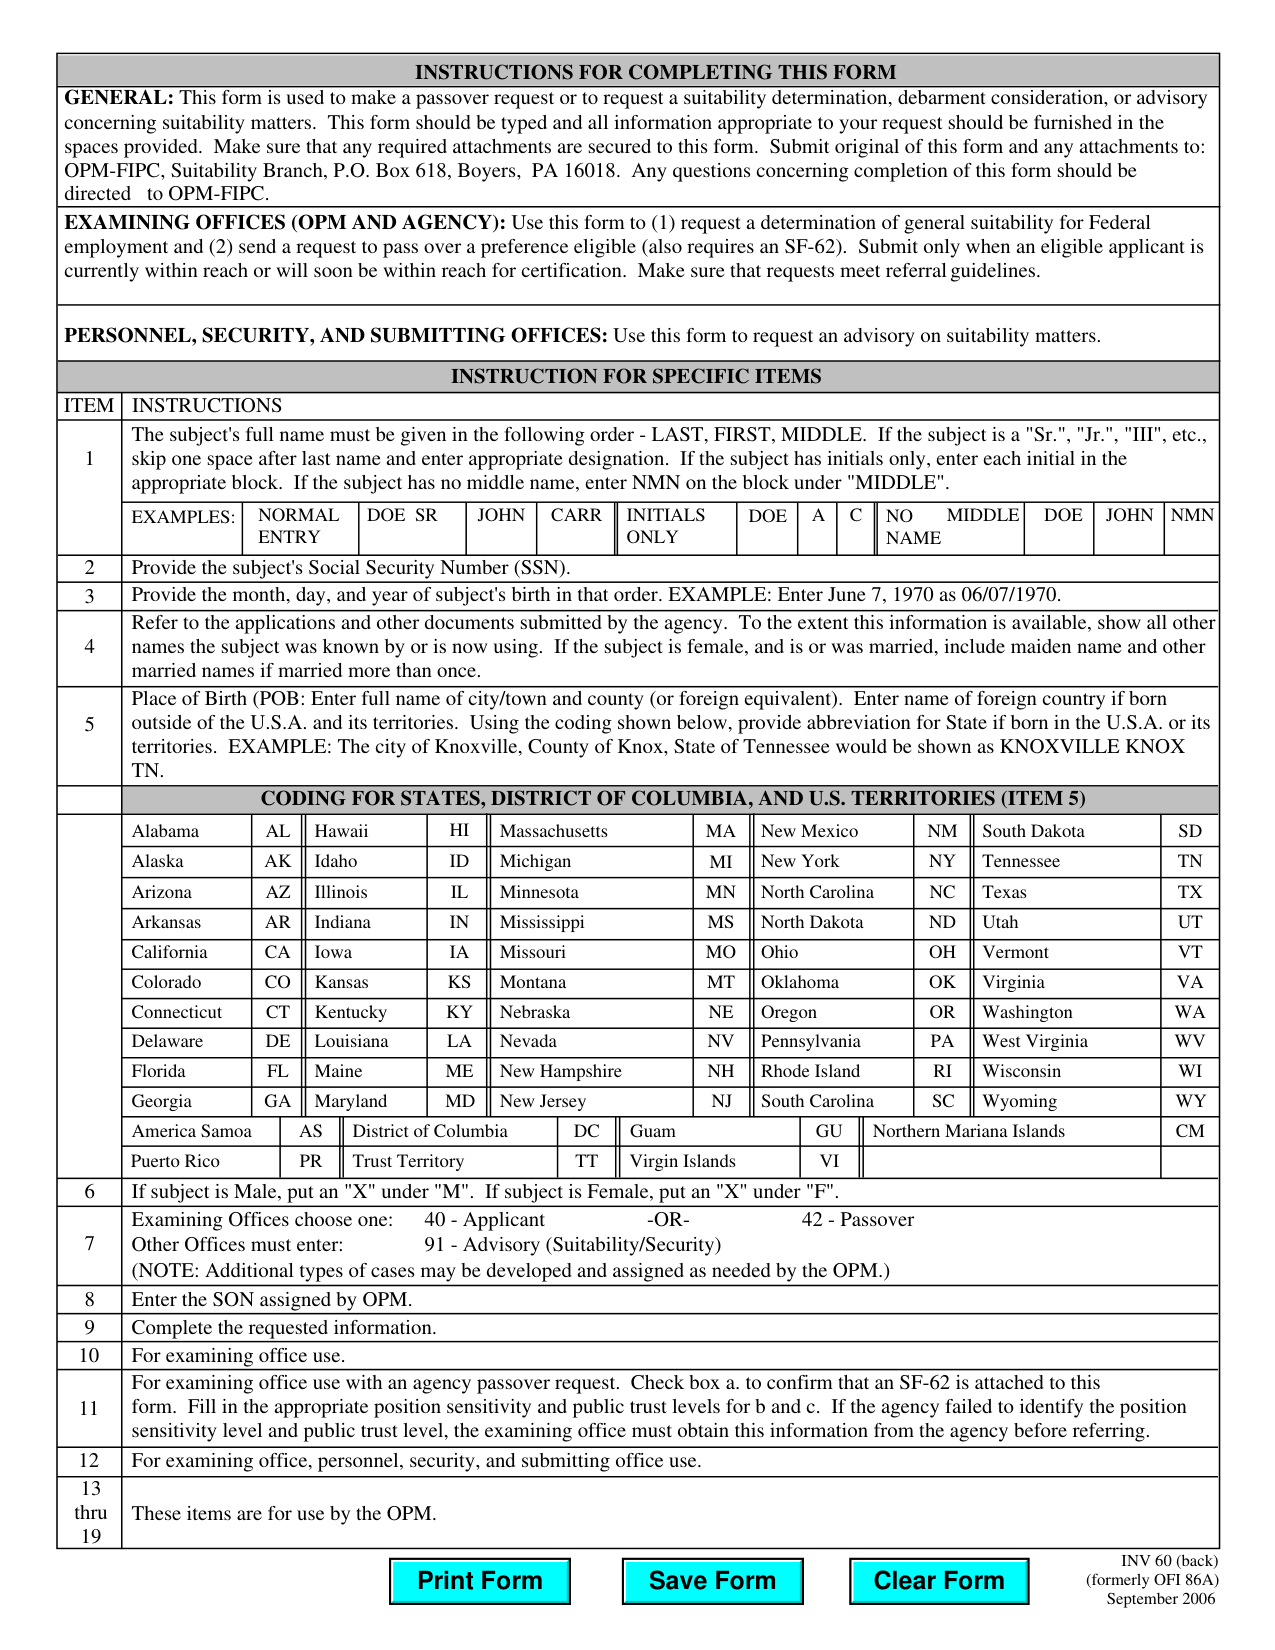 INSTRUCTIONS FOR COMPLETING THIS FORM
GENERAL: This form is used to make a passover request or to request a suitability determination, debarment consideration, or advisory
concerning suitability matters. This form should be typed and all information appropriate to your request should be furnished in the
spaces provided. Make sure that any required attachments are secured to this form. Submit original of this form and any attachments to:
OPM-FIPC, Suitability Branch, P.O. Box 618, Boyers, PA 16018. Any questions concerning completion of this form should be
directed to OPM-FIPC.
EXAMINING OFFICES (OPM AND AGENCY): Use this form to (1) request a determination of general suitability for Federal
employment and (2) send a request to pass over a preference eligible (also requires an SF-62). Submit only when an eligible applicant is
currently within reach or will soon be within reach for certification. Make sure that requests meet referral guidelines.
PERSONNEL, SECURITY, AND SUBMITTING OFFICES: Use this form to request an advisory on suitability matters.
INSTRUCTION FOR SPECIFIC ITEMS
ITEM INSTRUCTIONS
The subject's full name must be given in the following order - LAST, FIRST, MIDDLE. If the subject is a "Sr.", "Jr.", "III", etc.,
1 skip one space after last name and enter appropriate designation. If the subject has initials only, enter each initial in the
appropriate block. If the subject has no middle name, enter NMN on the block under "MIDDLE".
EXAMPLES: NORMAL DOE SR JOHN CARR INITIALS DOE A C NO MIDDLE DOE JOHN NMN
ENTRY ONLY NAME
2 Provide the subject's Social Security Number (SSN).
3 Provide the month, day, and year of subject's birth in that order. EXAMPLE: Enter June 7, 1970 as 06/07/1970.
Refer to the applications and other documents submitted by the agency. To the extent this information is available, show all other
4 names the subject was known by or is now using. If the subject is female, and is or was married, include maiden name and other
married names if married more than once.
Place of Birth (POB: Enter full name of city/town and county (or foreign equivalent). Enter name of foreign country if born
5 outside of the U.S.A. and its territories. Using the coding shown below, provide abbreviation for State if born in the U.S.A. or its
territories. EXAMPLE: The city of Knoxville, County of Knox, State of Tennessee would be shown as KNOXVILLE KNOX
TN.
CODING FOR STATES, DISTRICT OF COLUMBIA, AND U.S. TERRITORIES (ITEM 5)
Alabama AL Hawaii HI Massachusetts MA New Mexico NM South Dakota SD
Alaska AK Idaho ID Michigan MI New York NY Tennessee TN
Arizona AZ Illinois IL Minnesota MN North Carolina NC Texas TX
Arkansas AR Indiana IN Mississippi MS North Dakota ND Utah UT
California CA Iowa IA Missouri MO Ohio OH Vermont VT
Colorado CO Kansas KS Montana MT Oklahoma OK Virginia VA
Connecticut CT Kentucky KY Nebraska NE Oregon OR Washington WA
Delaware DE Louisiana LA Nevada NV Pennsylvania PA West Virginia WV
Florida FL Maine ME New Hampshire NH Rhode Island RI Wisconsin WI
Georgia GA Maryland MD New Jersey NJ South Carolina SC Wyoming WY
America Samoa AS District of Columbia DC Guam GU Northern Mariana Islands CM
Puerto Rico PR Trust Territory TT Virgin Islands VI
6 If subject is Male, put an "X" under "M". If subject is Female, put an "X" under "F".
Examining Offices choose one: 40 - Applicant -OR- 42 - Passover
7 Other Offices must enter: 91 - Advisory (Suitability/Security)
(NOTE: Additional types of cases may be developed and assigned as needed by the OPM.)
8 Enter the SON assigned by OPM.
9 Complete the requested information.
10 For examining office use.
For examining office use with an agency passover request. Check box a. to confirm that an SF-62 is attached to this
11 form. Fill in the appropriate position sensitivity and public trust levels for b and c. If the agency failed to identify the position
sensitivity level and public trust level, the examining office must obtain this information from the agency before referring.
12 For examining office, personnel, security, and submitting office use.
13
thru These items are for use by the OPM.
19
Print Form Save Form Clear Form
INV 60 (back)
(formerly OFI 86A)
September 2006